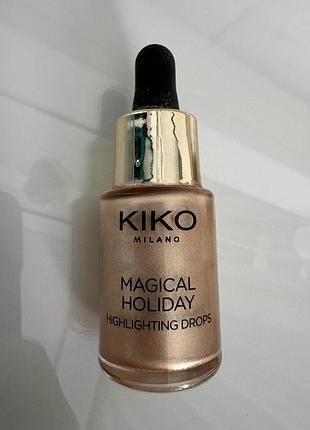 KIKO
MILANO
MAGICAL
HOLIDAY
HIGHLIGHTING DROPS